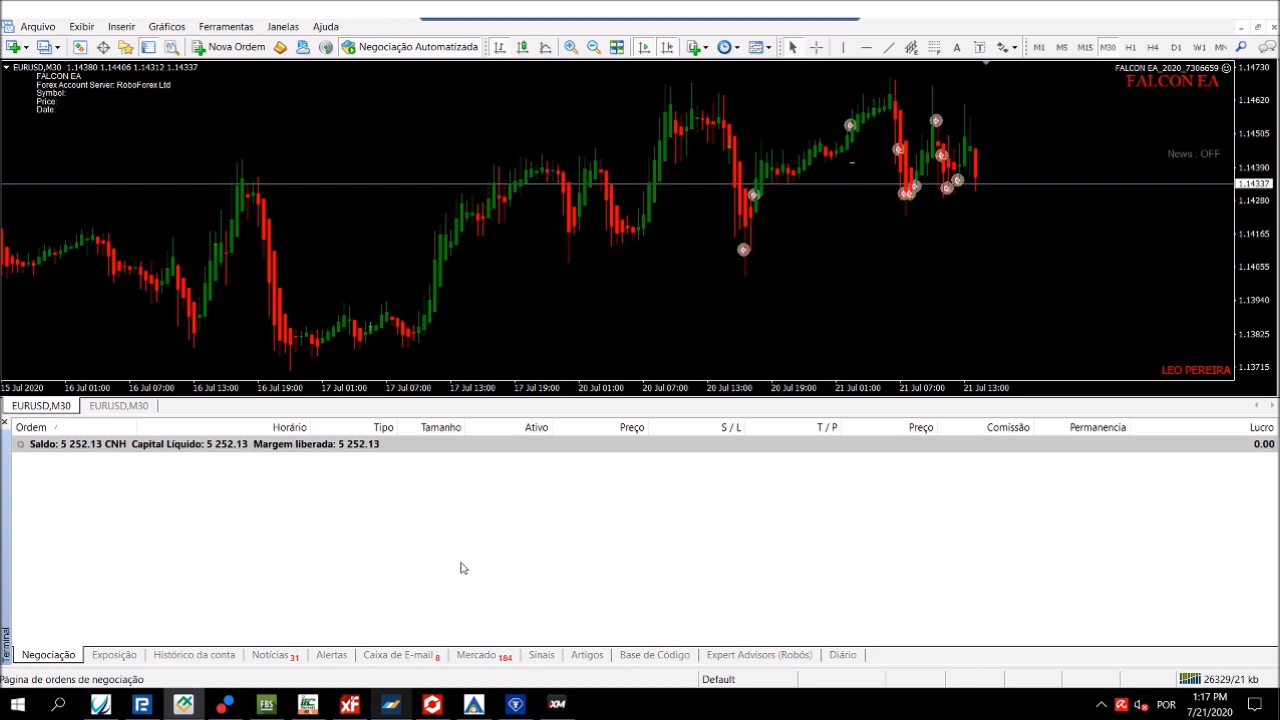 Arquivo Exibir Inserir Gráficos Ferramentas Janelas Ajuda
Nova Ordem Negociação Automatizada A T M1 M5 M15 M30 H1 H4 D1 W1 MN
EURUSD,M30 1.14380 1.14406 1.14312 1.14337
FALCON EA_2020_7306659
FALCON EA
FALCON EA
Forex Account Server: RoboForex Ltd
Symbol:
Price:
Date:
News : OFF
1.14730
1.14620
1.14505
1.14390
1.14337
1.14280
1.14165
1.14055
1.13940
1.13825
1.13715
LEO PEREIRA
15 Jul 2020 16 Jul 01:00 16 Jul 07:00 16 Jul 13:00 16 Jul 19:00 17 Jul 01:00 17 Jul 07:00 17 Jul 13:00 17 Jul 19:00 20 Jul 01:00 20 Jul 07:00 20 Jul 13:00 20 Jul 19:00 21 Jul 01:00 21 Jul 07:00 21 Jul 13:00
EURUSD,M30 EURUSD,M30
Ordem Horário Tipo Tamanho Ativo Preço S / L T / P Preço Comissão Permanencia Lucro
Saldo: 5 252.13 CNH Capital Líquido: 5 252.13 Margem liberada: 5 252.13 0.00
Terminal
Negociação Exposição Histórico da conta Notícias 31 Alertas Caixa de E-mail 8 Mercado 184 Sinais Artigos Base de Código Expert Advisors (Robôs) Diário
Página de ordens de negociação Default 26329/21 kb
FBS XF XM POR 1:17 PM
7/21/2020